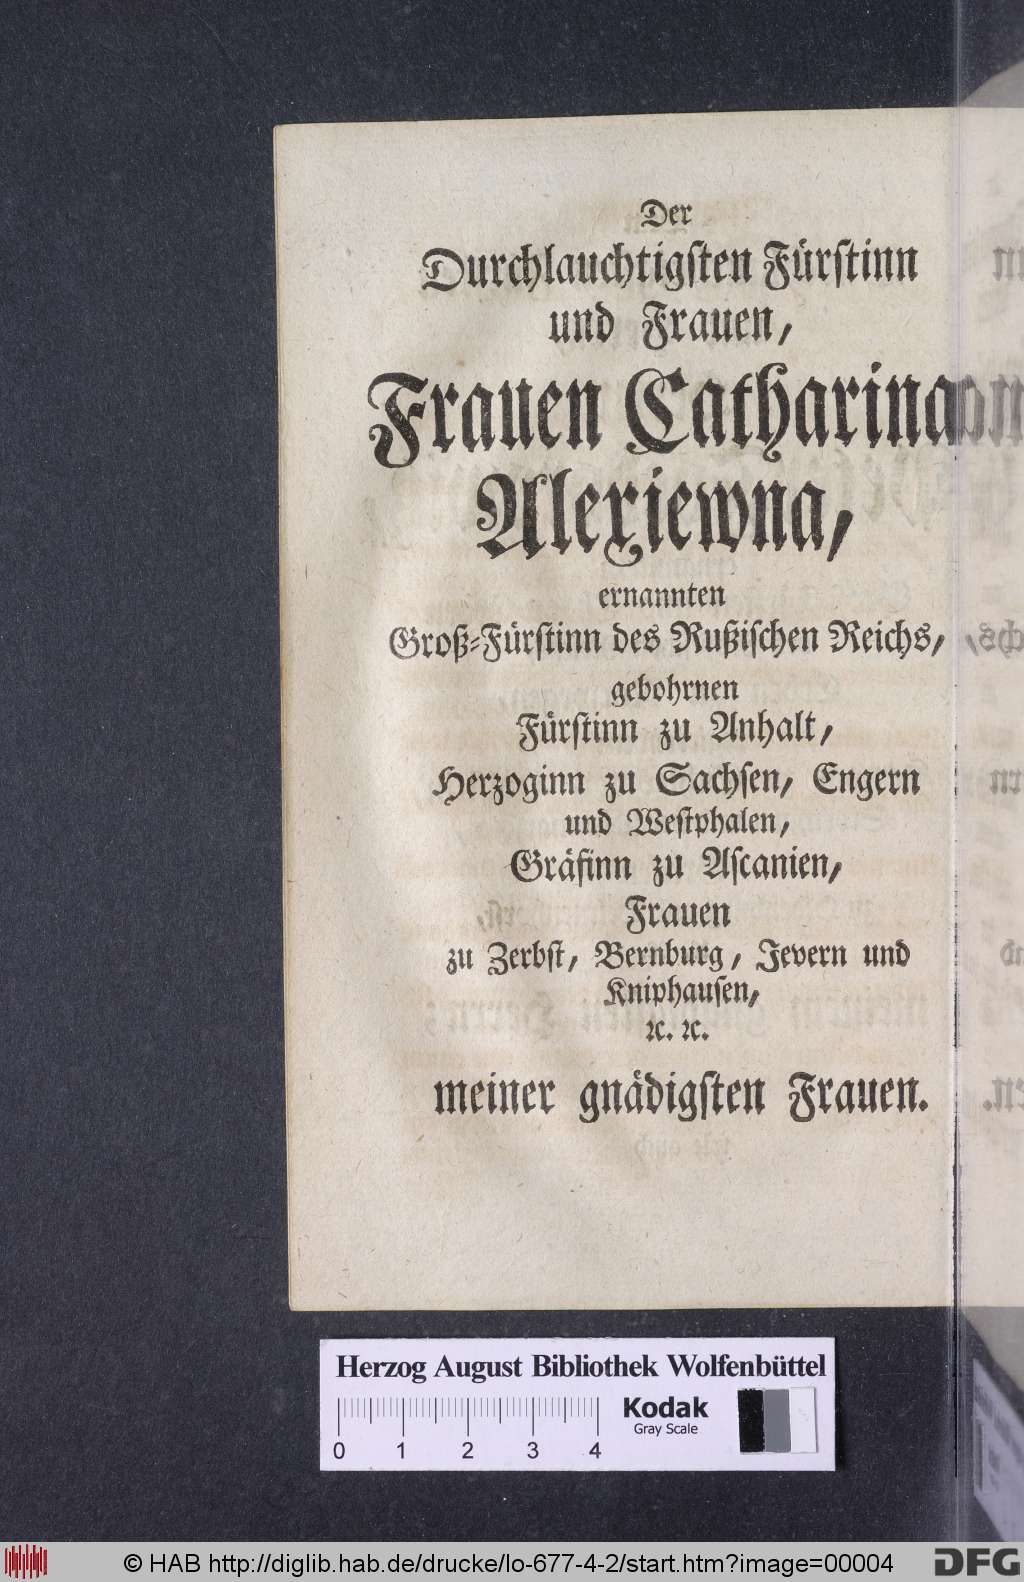 Der
Durchlauchtigſten Fürſtinn
und Frauen,
Frauen Catharina
Alexiewna,
ernannten
Groß-Fürſtinn des Rußiſchen Reichs,
gebohrnen
Fürſtinn zu Anhalt,
Herzoginn zu Sachſen, Engern
und Weſtphalen,
Gräfinn zu Aſcanien,
Frauen
zu Zerbſt, Bernburg, Jevern und
Kniphauſen,
ꝛc. ꝛc.
meiner gnädigſten Frauen.
Herzog August Bibliothek Wolfenbüttel
Kodak
Gray Scale
0 1 2 3 4
© HAB http://diglib.hab.de/drucke/lo-677-4-2/start.htm?image=00004
DFG